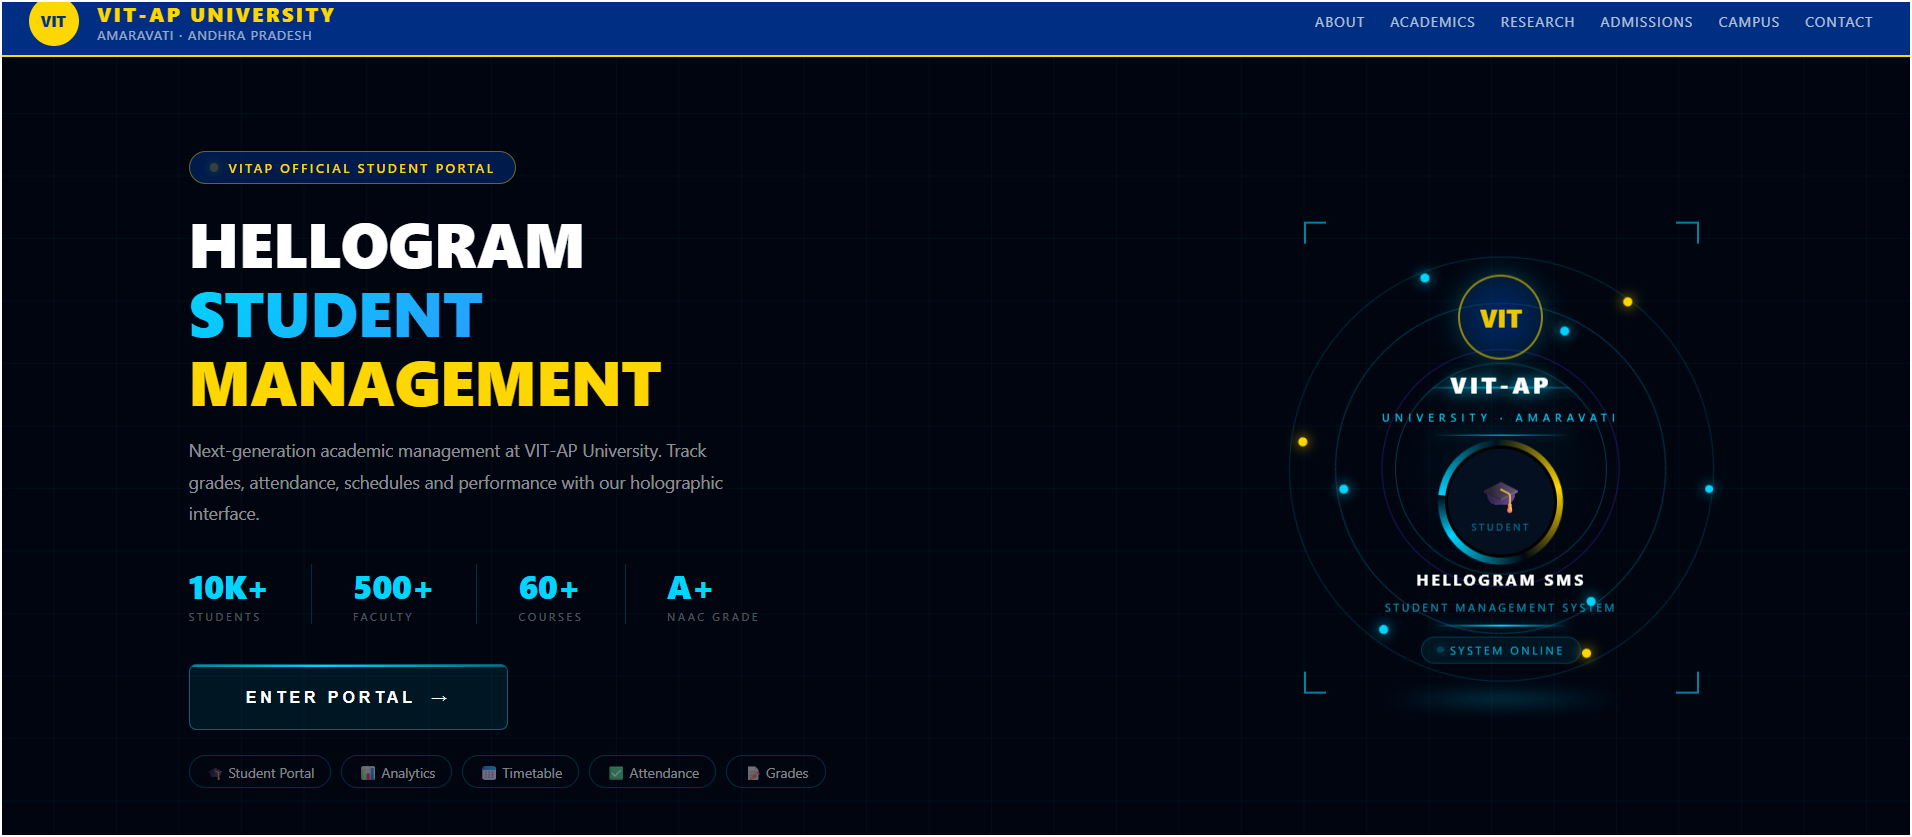 VIT
VIT-AP UNIVERSITY
AMARAVATI · ANDHRA PRADESH
ABOUT ACADEMICS RESEARCH ADMISSIONS CAMPUS CONTACT
VITAP OFFICIAL STUDENT PORTAL
HELLOGRAM
STUDENT
MANAGEMENT
Next-generation academic management at VIT-AP University. Track
grades, attendance, schedules and performance with our holographic
interface.
10K+ 500+ 60+ A+
STUDENTS FACULTY COURSES NAAC GRADE
ENTER PORTAL →
Student Portal Analytics Timetable Attendance Grades
VIT
VIT-AP
UNIVERSITY · AMARAVATI
STUDENT
HELLOGRAM SMS
STUDENT MANAGEMENT SYSTEM
SYSTEM ONLINE